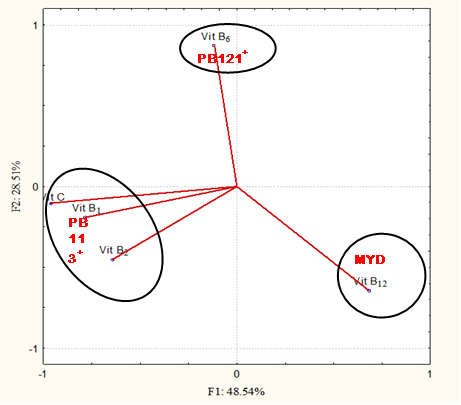 1
Vit B6
PB121+
F2: 28.51%
0
Vit C
Vit B1
PB
11
3+
Vit B2
MYD
Vit B12
-1
-1
0
1
F1: 48.54%